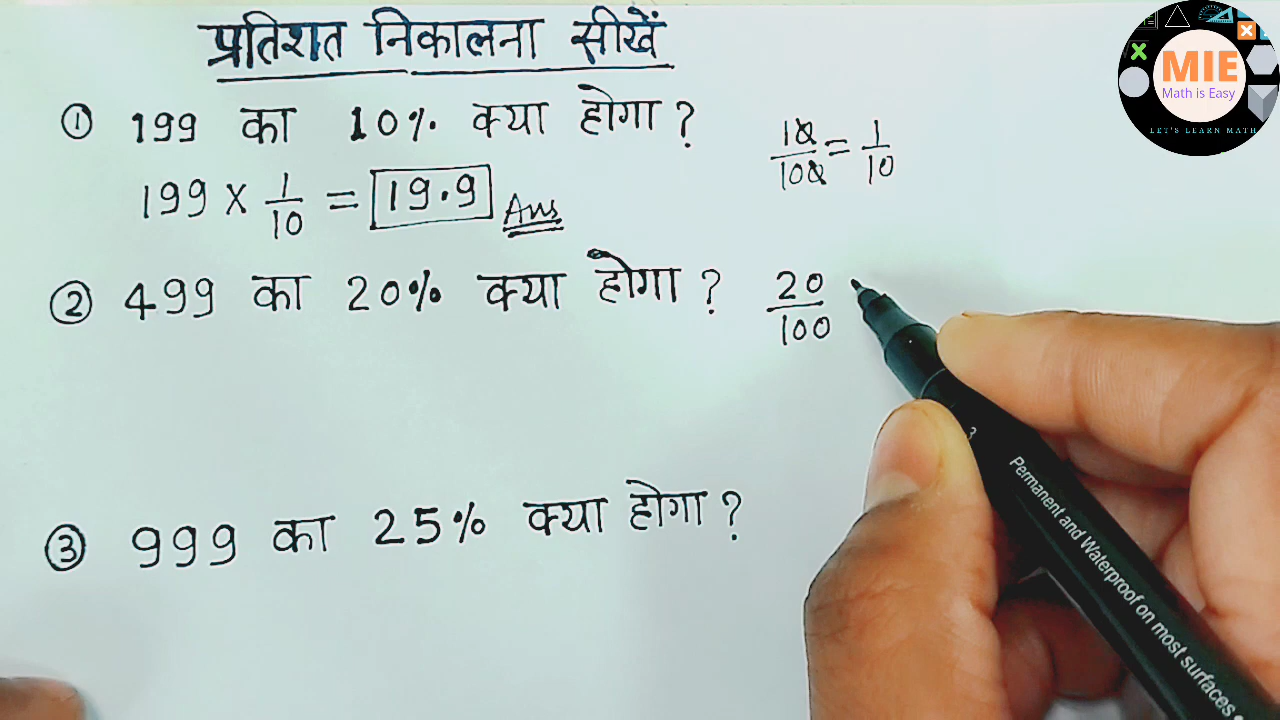 प्रतिशत निकालना सीखें
① 199 का 10% क्या होगा ?
10/100 = 1/10
199 × 1/10 = 19.9 Ans
② 499 का 20% क्या होगा ?
20/100
③ 999 का 25% क्या होगा ?
MIE
Math is Easy
LET'S LEARN MATH
3
Permanent and Waterproof on most surfaces